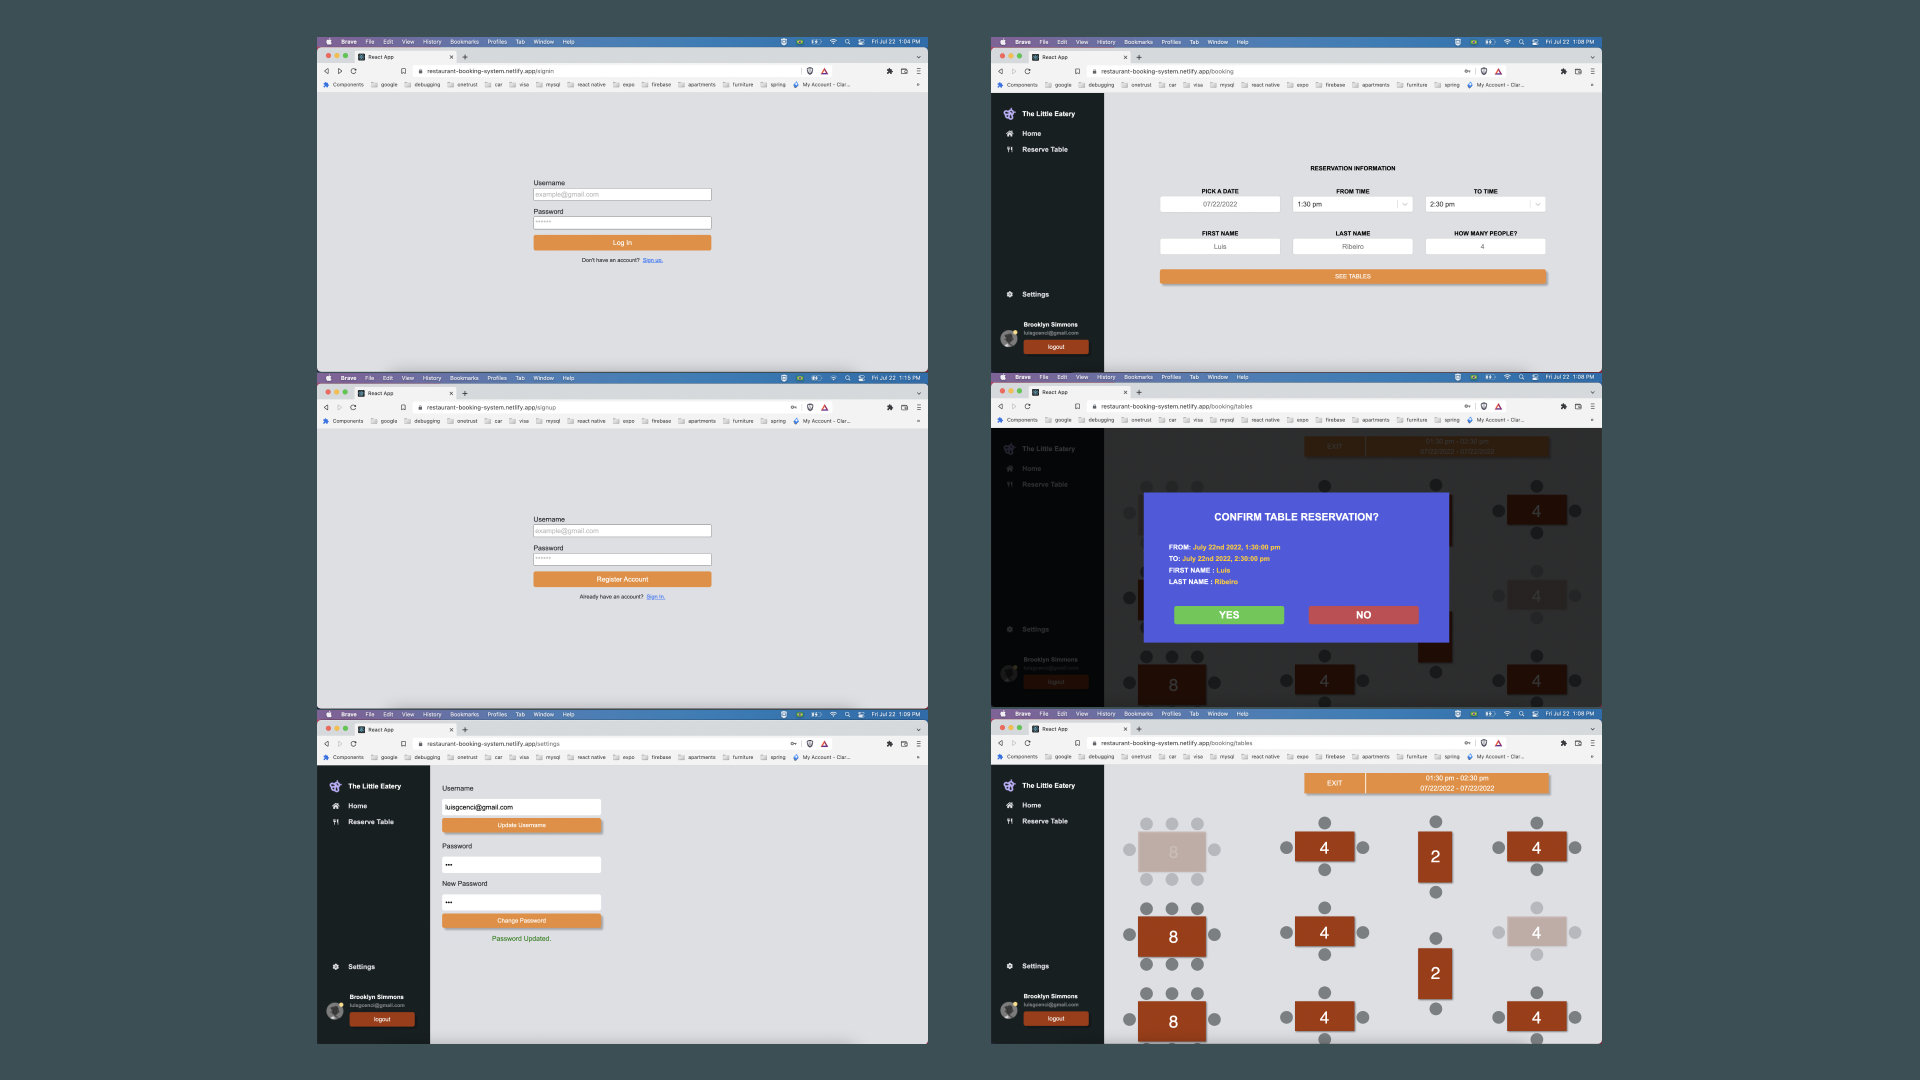 Brave File Edit View History Bookmarks Profiles Tab Window Help
Fri Jul 22 1:04 PM
React App
restaurant-booking-system.netlify.app/signin
Components google debugging onetrust car visa mysql react native expo firebase apartments furniture spring My Account - Clar...
Username
example@gmail.com
Password
Log In
Don't have an account? Sign up.
Brave File Edit View History Bookmarks Profiles Tab Window Help
Fri Jul 22 1:15 PM
React App
restaurant-booking-system.netlify.app/signup
Components google debugging onetrust car visa mysql react native expo firebase apartments furniture spring My Account - Clar...
Username
example@gmail.com
Password
Register Account
Already have an account? Sign In.
Brave File Edit View History Bookmarks Profiles Tab Window Help
Fri Jul 22 1:09 PM
React App
restaurant-booking-system.netlify.app/settings
Components google debugging onetrust car visa mysql react native expo firebase apartments furniture spring My Account - Clar...
The Little Eatery
Home
Reserve Table
Settings
Brooklyn Simmons
luisgcenci@gmail.com
logout
Username
luisgcenci@gmail.com
Update Username
Password
•••
New Password
•••
Change Password
Password Updated.
Brave File Edit View History Bookmarks Profiles Tab Window Help
Fri Jul 22 1:08 PM
React App
restaurant-booking-system.netlify.app/booking
Components google debugging onetrust car visa mysql react native expo firebase apartments furniture spring My Account - Clar...
The Little Eatery
Home
Reserve Table
Settings
Brooklyn Simmons
luisgcenci@gmail.com
logout
RESERVATION INFORMATION
PICK A DATE FROM TIME TO TIME
07/22/2022 1:30 pm 2:30 pm
FIRST NAME LAST NAME HOW MANY PEOPLE?
Luis Ribeiro 4
SEE TABLES
Brave File Edit View History Bookmarks Profiles Tab Window Help
Fri Jul 22 1:08 PM
React App
restaurant-booking-system.netlify.app/booking/tables
Components google debugging onetrust car visa mysql react native expo firebase apartments furniture spring My Account - Clar...
The Little Eatery
Home
Reserve Table
Settings
Brooklyn Simmons
luisgcenci@gmail.com
logout
EXIT
01:30 pm - 02:30 pm
07/22/2022 - 07/22/2022
4
CONFIRM TABLE RESERVATION?
FROM: July 22nd 2022, 1:30:00 pm
TO: July 22nd 2022, 2:30:00 pm
FIRST NAME : Luis
LAST NAME : Ribeiro
YES NO
4
8 4 4
Brave File Edit View History Bookmarks Profiles Tab Window Help
Fri Jul 22 1:08 PM
React App
restaurant-booking-system.netlify.app/booking/tables
Components google debugging onetrust car visa mysql react native expo firebase apartments furniture spring My Account - Clar...
The Little Eatery
Home
Reserve Table
Settings
Brooklyn Simmons
luisgcenci@gmail.com
logout
EXIT
01:30 pm - 02:30 pm
07/22/2022 - 07/22/2022
8 4 2 4
8 4 2 4
8 4 4